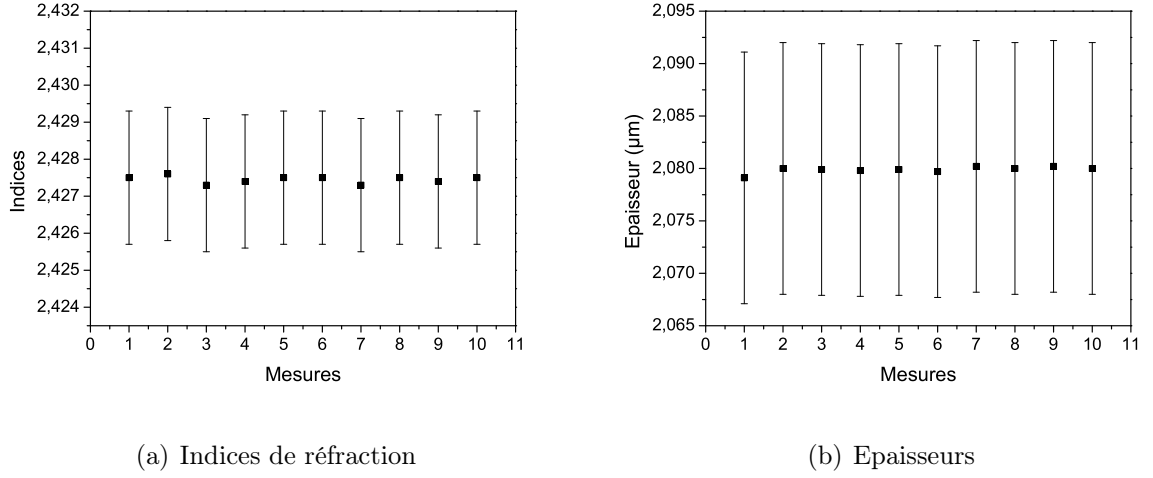 2,432
2,431
2,430
2,429
2,428
2,427
2,426
2,425
2,424
Indices
0 1 2 3 4 5 6 7 8 9 10 11
Mesures
(a) Indices de réfraction
2,095
2,090
2,085
2,080
2,075
2,070
2,065
Epaisseur (µm)
0 1 2 3 4 5 6 7 8 9 10 11
Mesures
(b) Epaisseurs